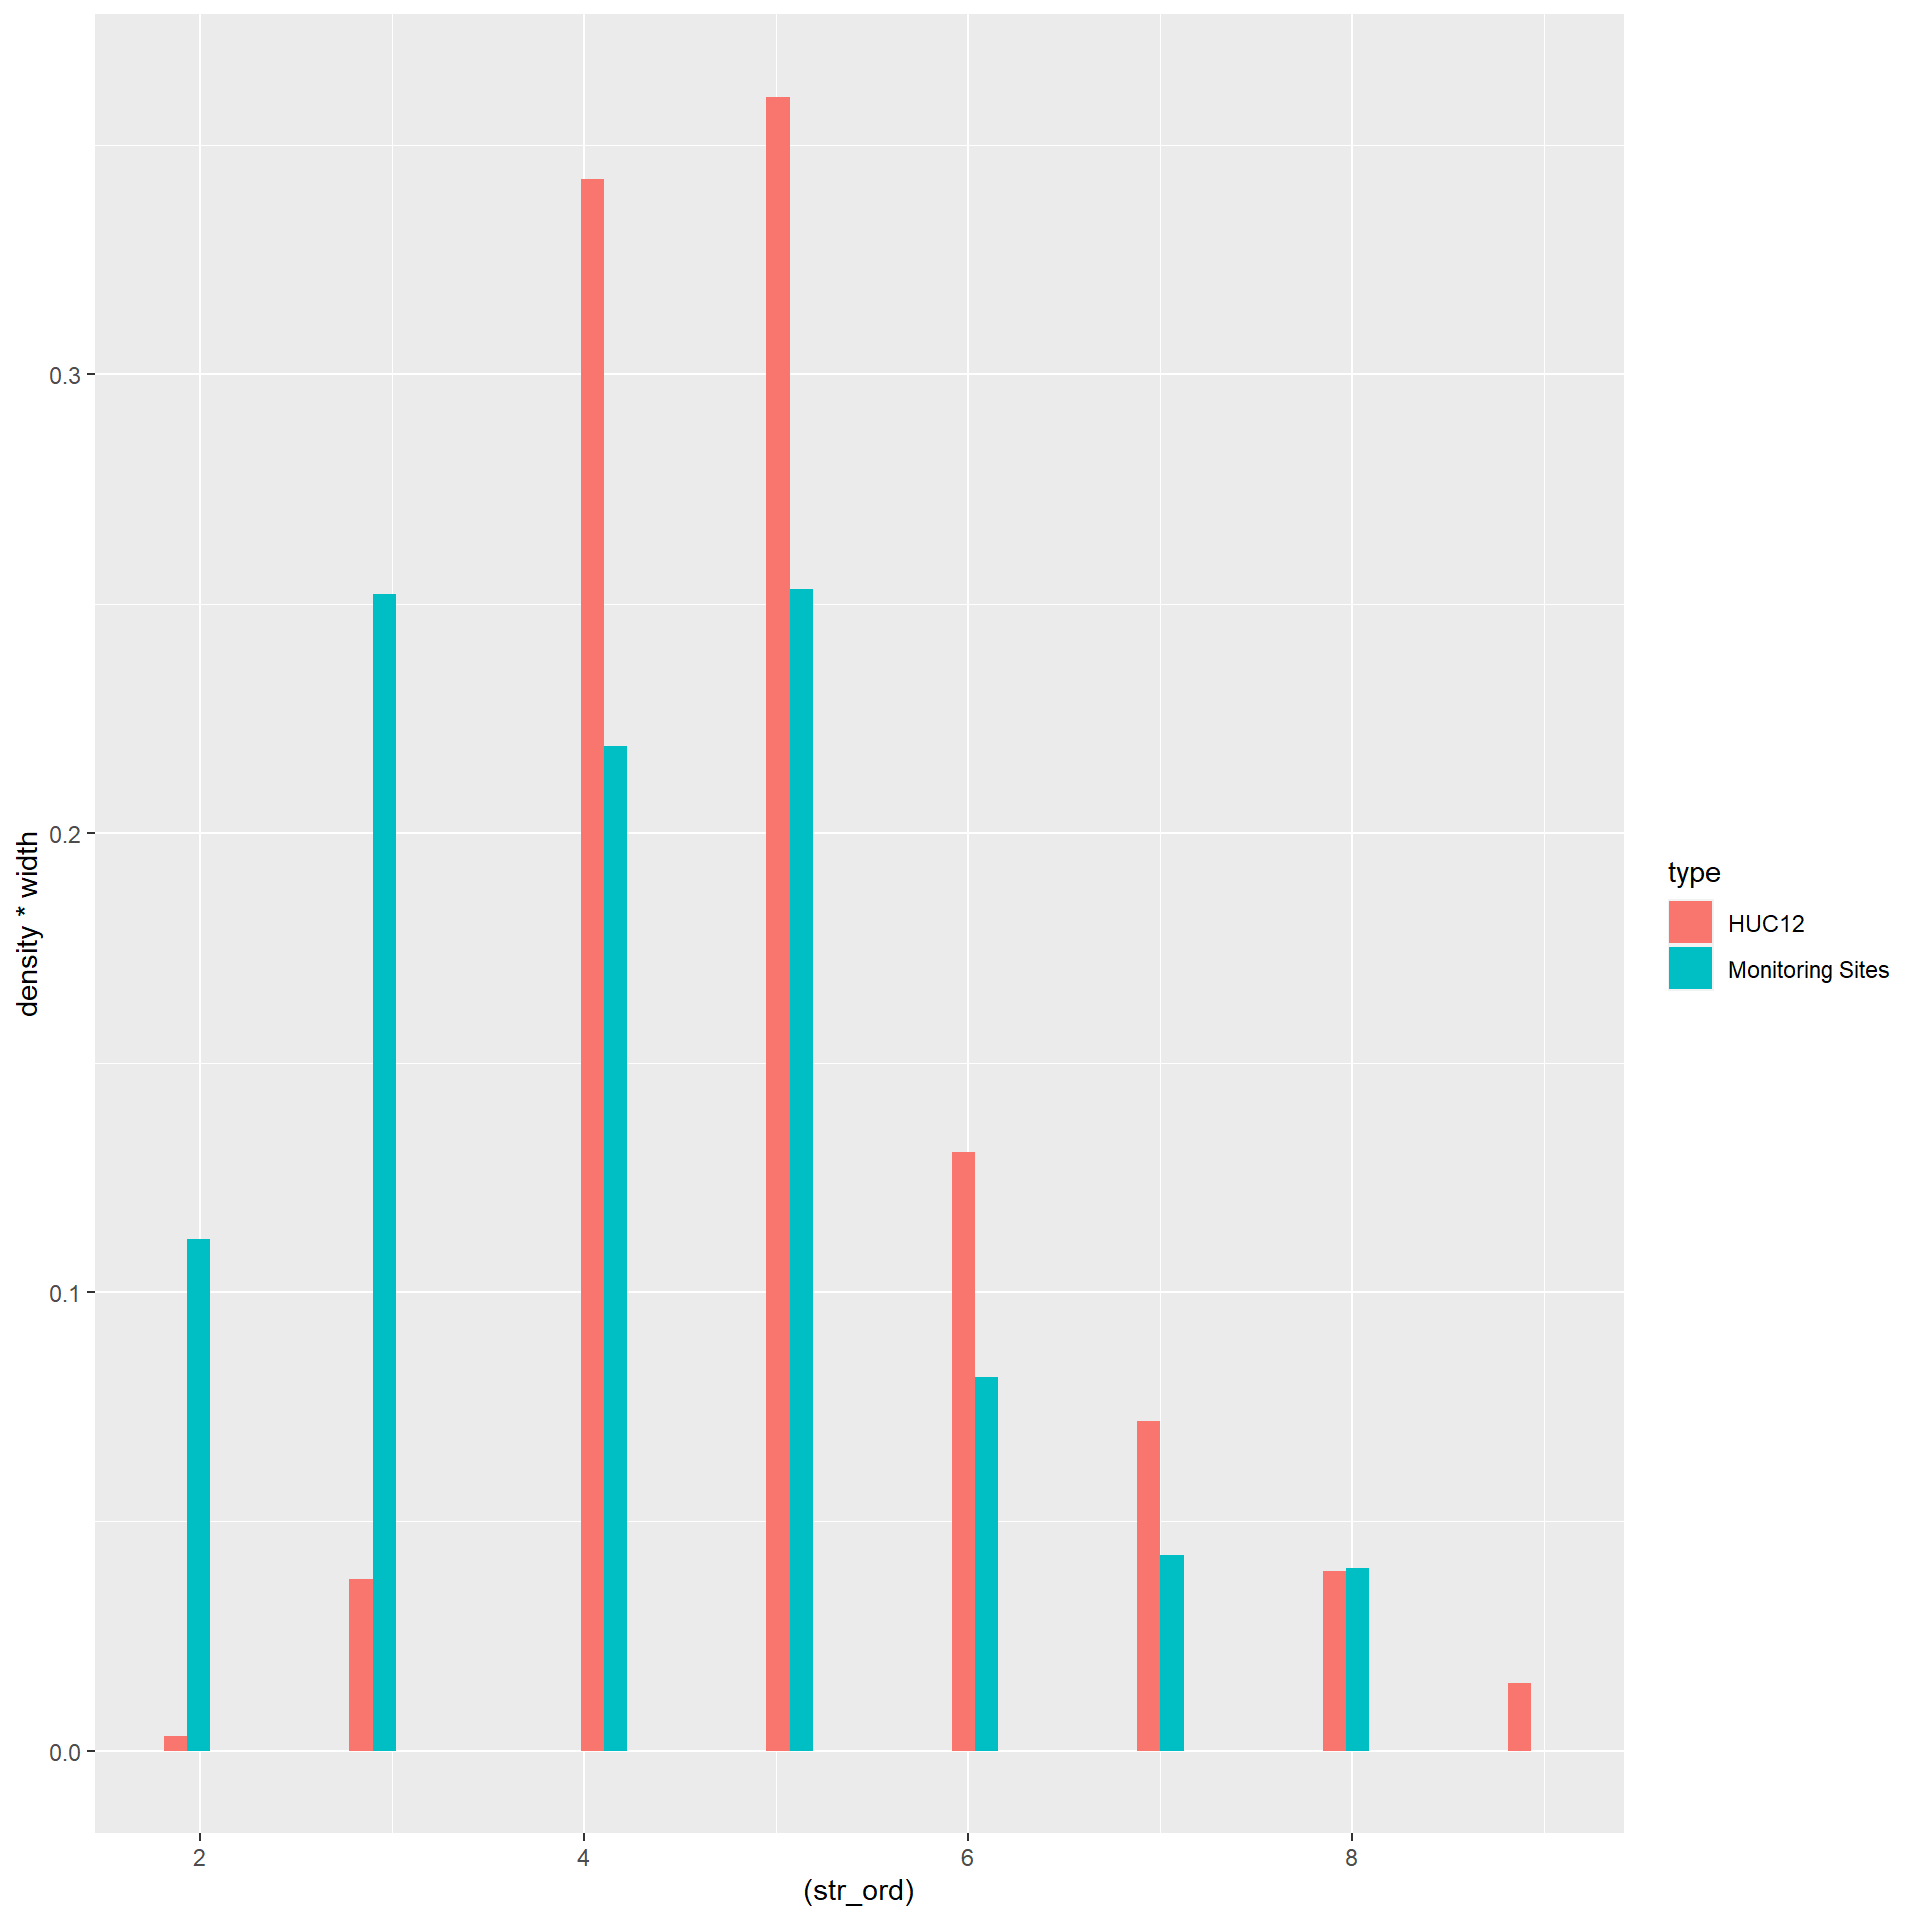 density * width
0.3
0.2
0.1
0.0
2 4 6 8
(str_ord)
type
HUC12
Monitoring Sites